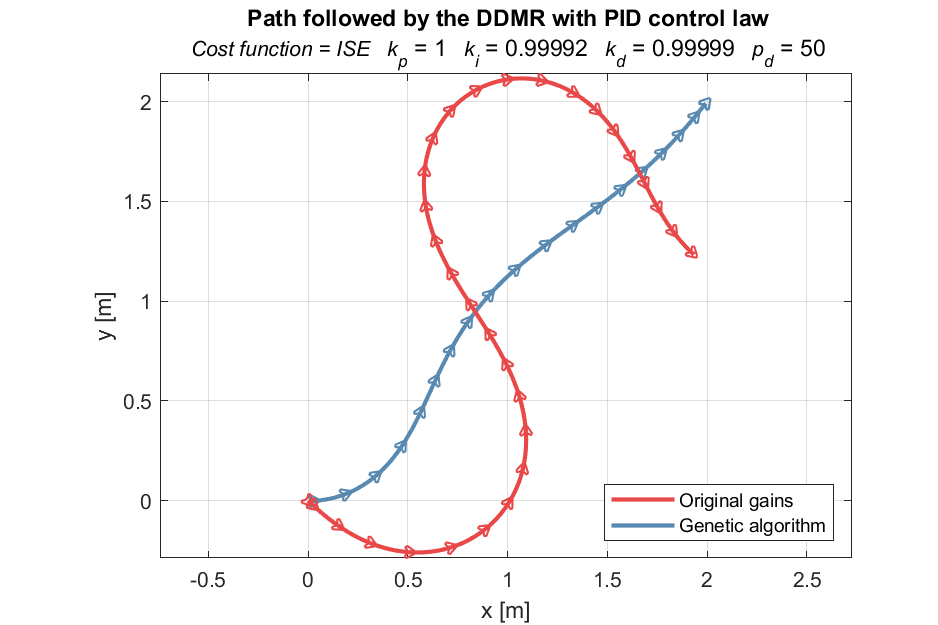 Path followed by the DDMR with PID control law
Cost function = ISE k_p = 1 k_i = 0.99992 k_d = 0.99999 p_d = 50
2
1.5
1
0.5
0
y [m]
Original gains
Genetic algorithm
-0.5 0 0.5 1 1.5 2 2.5
x [m]